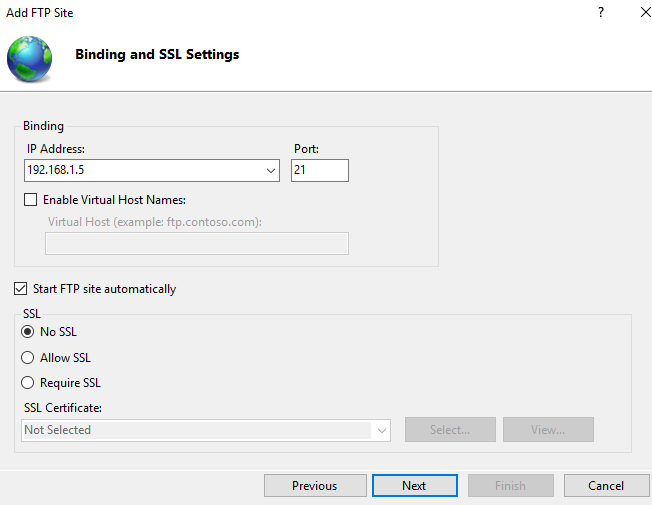 Add FTP Site
?
Binding and SSL Settings
Binding
IP Address: Port:
192.168.1.5 21
Enable Virtual Host Names:
Virtual Host (example: ftp.contoso.com):
Start FTP site automatically
SSL
No SSL
Allow SSL
Require SSL
SSL Certificate:
Not Selected Select... View...
Previous Next Finish Cancel